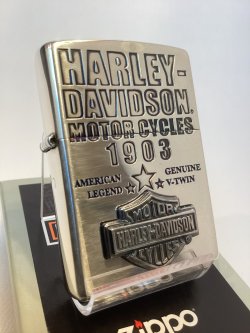 HARLEY-
DAVIDSON®
MOTOR CYCLES
1903
AMERICAN GENUINE
LEGEND V-TWIN
MOTOR
HARLEY-DAVIDSON
CYCLES
zippo